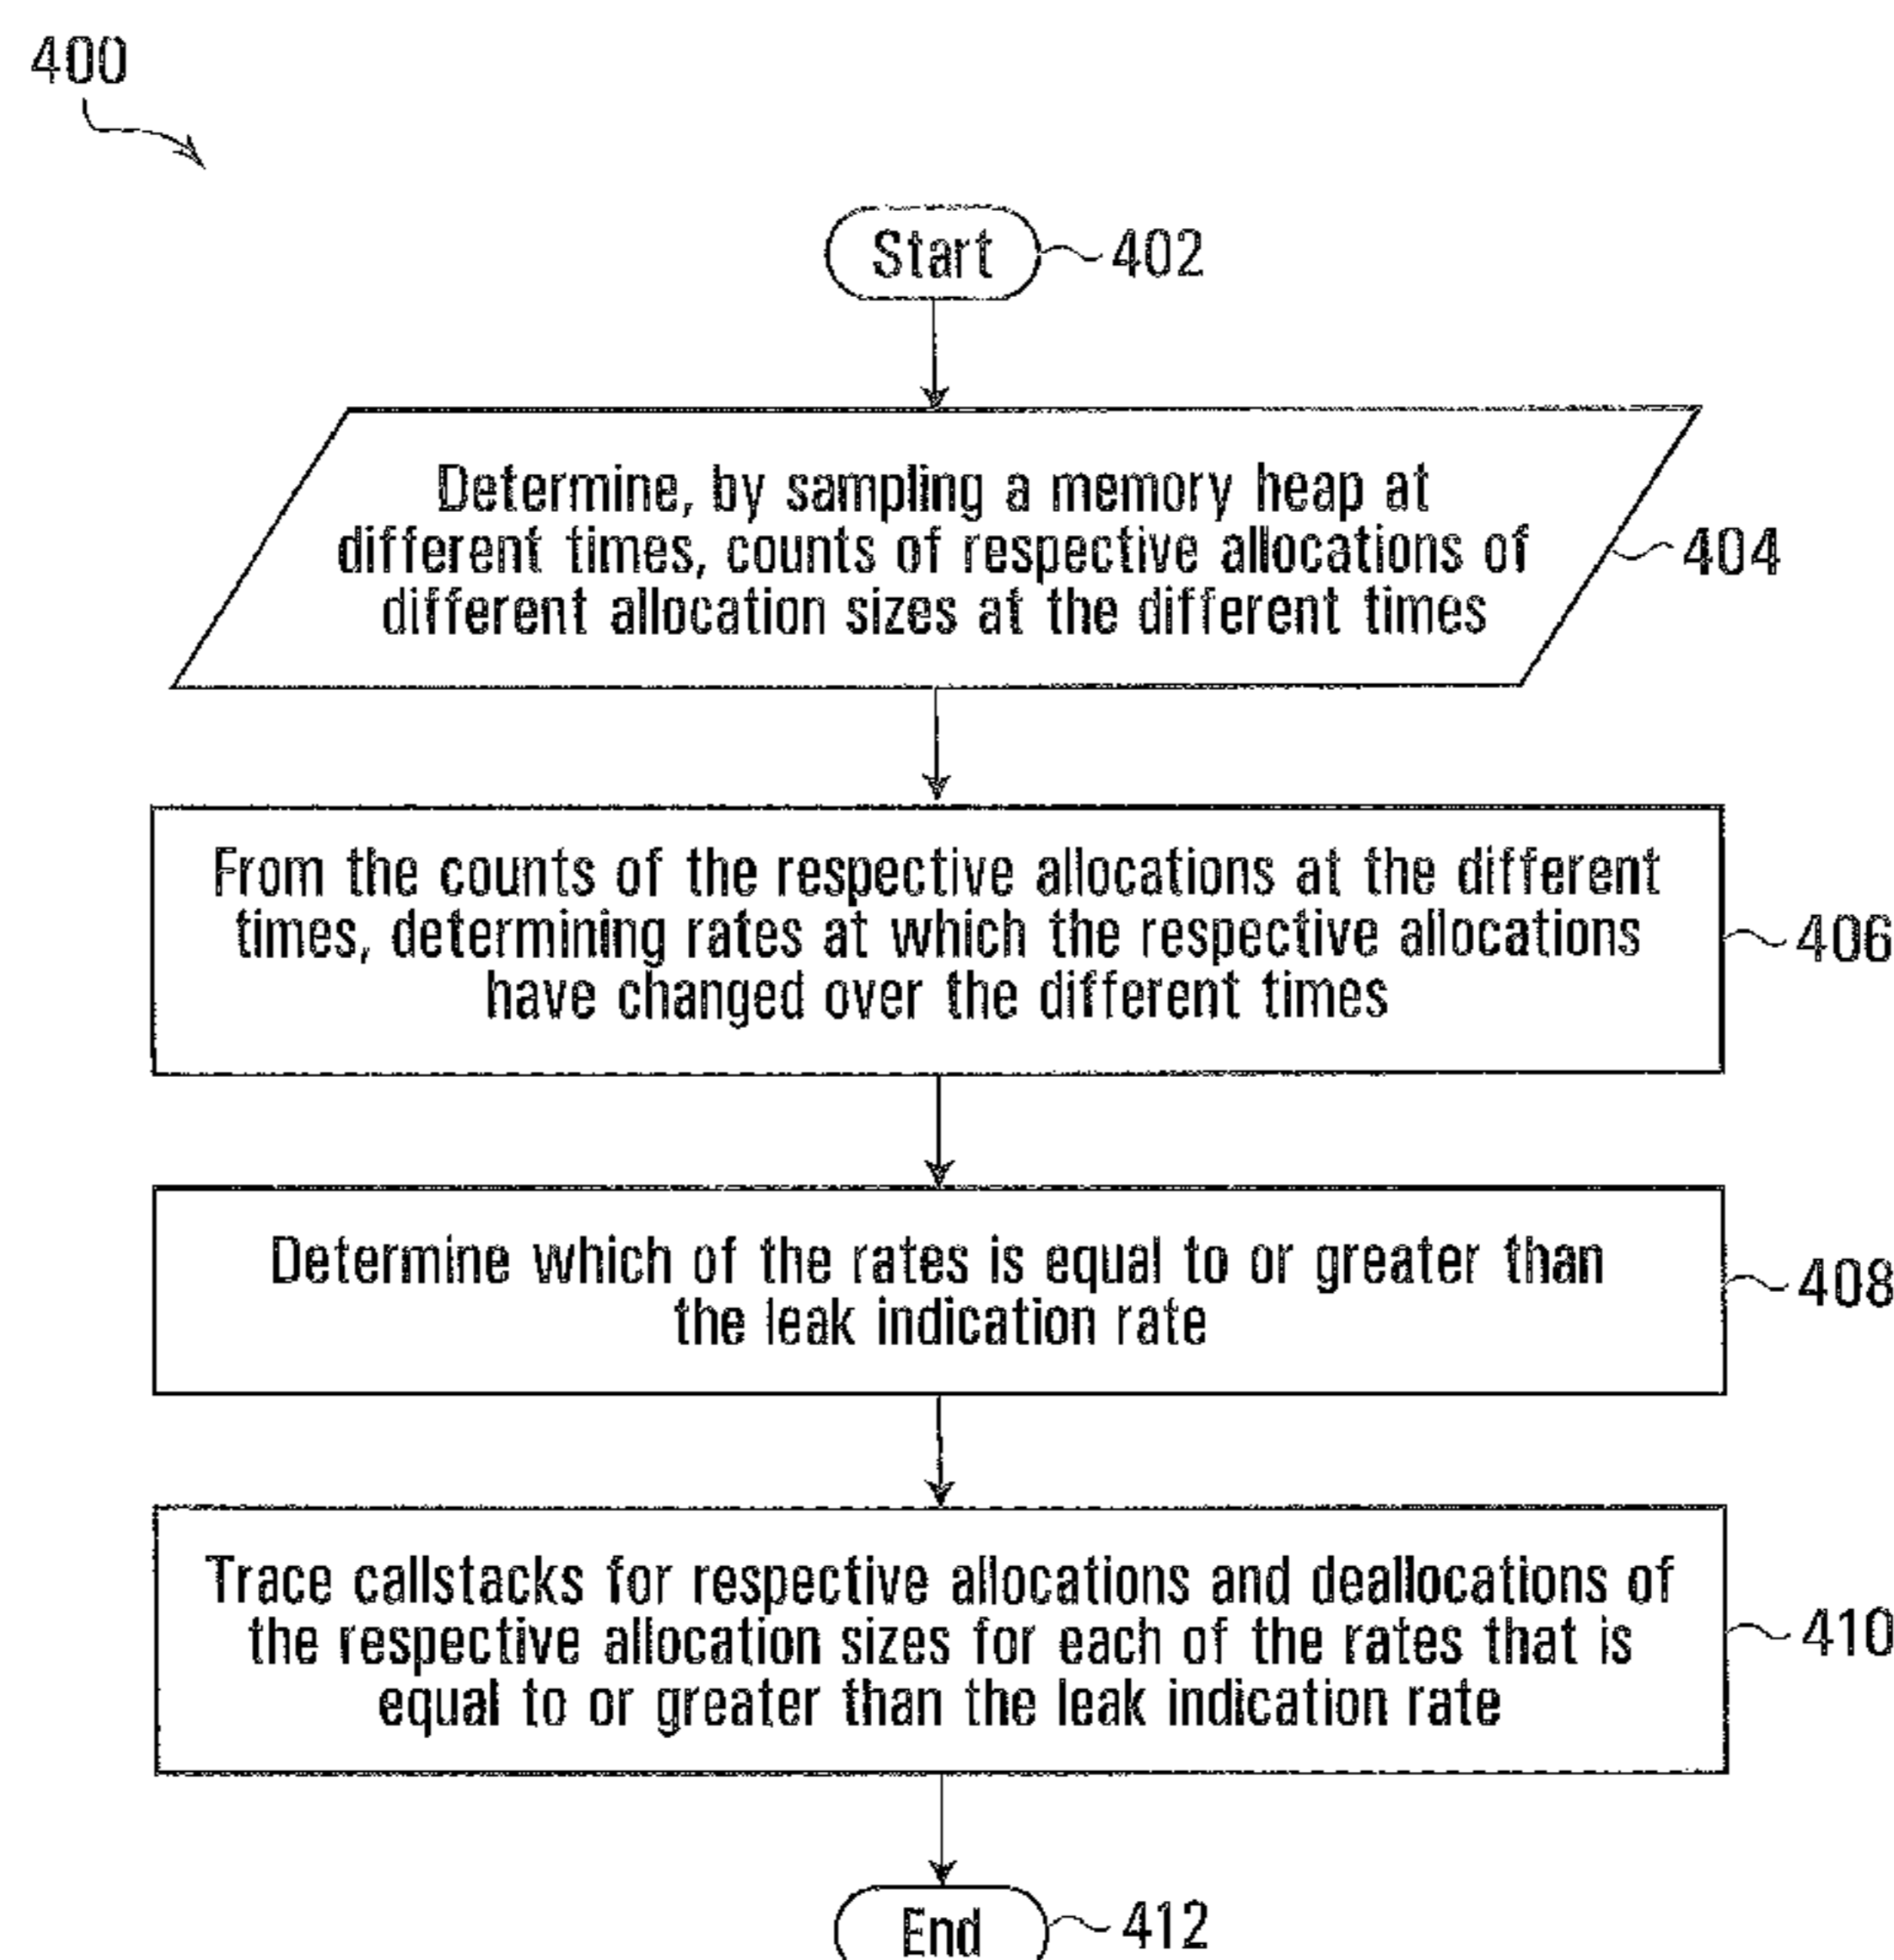 400
Start
402
Determine, by sampling a memory heap at
different times, counts of respective allocations of
different allocation sizes at the different times
404
From the counts of the respective allocations at the different
times, determining rates at which the respective allocations
have changed over the different times
406
Determine which of the rates is equal to or greater than
the leak indication rate
408
Trace callstacks for respective allocations and deallocations of
the respective allocation sizes for each of the rates that is
equal to or greater than the leak indication rate
410
End
412